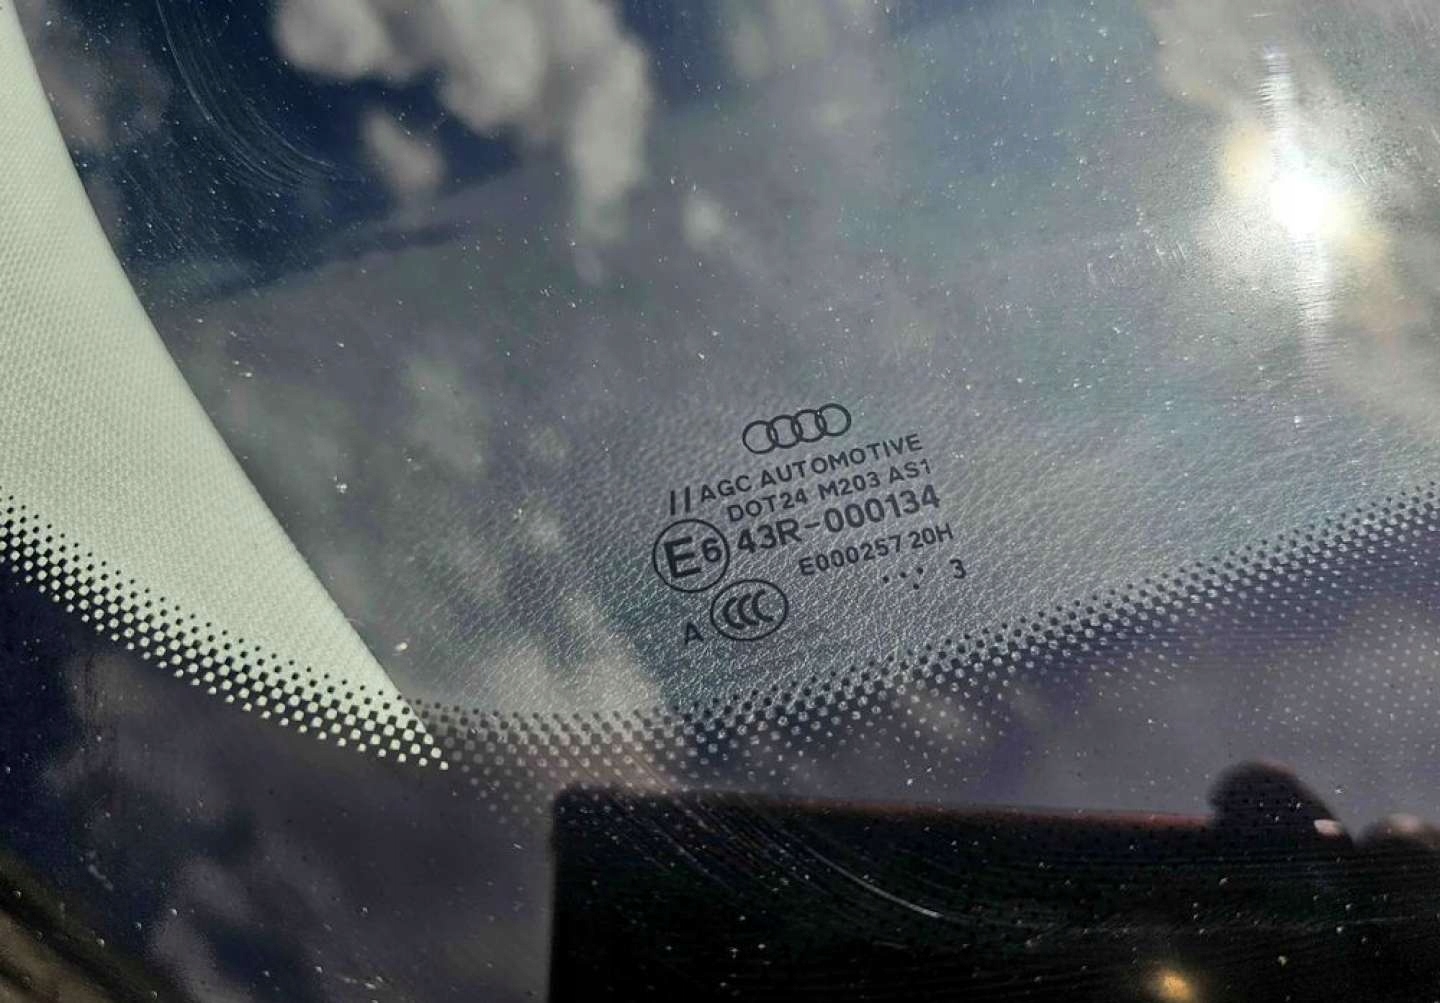 //AGC AUTOMOTIVE
DOT24 M203 AS1
E6 43R-000134
E000257 20H
... 3
A CCC